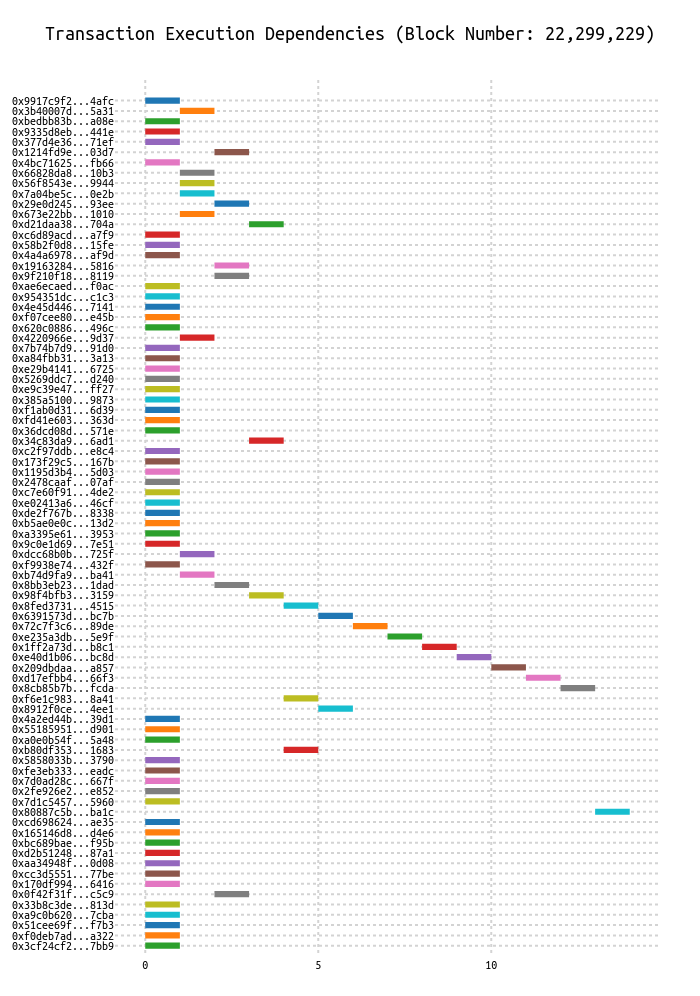 Transaction Execution Dependencies (Block Number: 22,299,229)
0x9917c9f2...4afc
0x3b40007d...5a31
0xbedbb83b...a08e
0x9335d8eb...441e
0x377d4e36...71ef
0x1214fd9e...03d7
0x4bc71625...fb66
0x66828da8...10b3
0x56f8543e...9944
0x7a04be5c...0e2b
0x29e0d245...93ee
0x673e22bb...1010
0xd21daa38...704a
0xc6d89acd...a7f9
0x58b2f0d8...15fe
0x4a4a6978...af9d
0x19163284...5816
0x9f210f18...8119
0xae6ecaed...f0ac
0x954351dc...c1c3
0x4e45d446...7141
0xf07cee80...e45b
0x620c0886...496c
0x4220966e...9d37
0x7b74b7d9...91d0
0xa84fbb31...3a13
0xe29b4141...6725
0x5269ddc7...d240
0xe9c39e47...ff27
0x385a5100...9873
0xf1ab0d31...6d39
0xfd41e603...363d
0x36dcd08d...571e
0x34c83da9...6ad1
0xc2f97ddb...e8c4
0x173f29c5...167b
0x1195d3b4...5d03
0x2478caaf...07af
0xc7e60f91...4de2
0xe02413a6...46cf
0xde2f767b...8338
0xb5ae0e0c...13d2
0xa3395e61...3953
0x9c0e1d69...7e51
0xdcc68b0b...725f
0xf9938e74...432f
0xb74d9fa9...ba41
0x8bb3eb23...1dad
0x98f4bfb3...3159
0x8fed3731...4515
0x6391573d...bc7b
0x72c7f3c6...89de
0xe235a3db...5e9f
0x1ff2a73d...b8c1
0xe40d1b06...bc8d
0x209dbdaa...a857
0xd17efbb4...66f3
0x8cb85b7b...fcda
0xf6e1c983...8a41
0x8912f0ce...4ee1
0x4a2ed44b...39d1
0x55185951...d901
0xa0e0b54f...5a48
0xb80df353...1683
0x5858033b...3790
0xfe3eb333...eadc
0x7d0ad28c...667f
0x2fe926e2...e852
0x7d1c5457...5960
0x80887c5b...ba1c
0xcd698624...ae35
0x165146d8...d4e6
0xbc689bae...f95b
0xd2b51248...87a1
0xaa34948f...0d08
0xcc3d5551...77be
0x170df994...6416
0x0f42f31f...c5c9
0x33b8c3de...813d
0xa9c0b620...7cba
0x51cee69f...f7b3
0xf0deb7ad...a322
0x3cf24cf2...7bb9
0 5 10